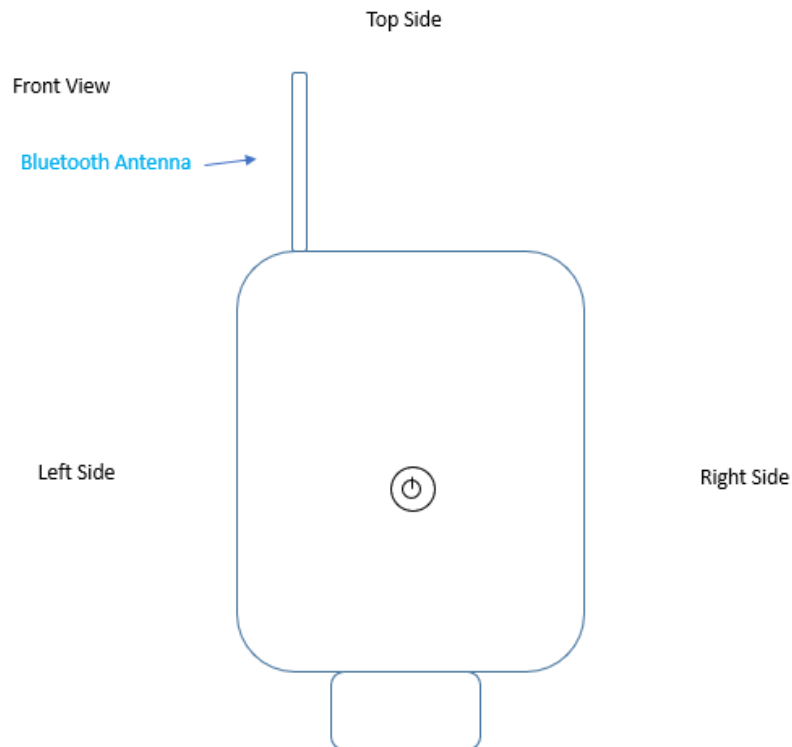 Top Side
Front View
Bluetooth Antenna
Left Side
Right Side